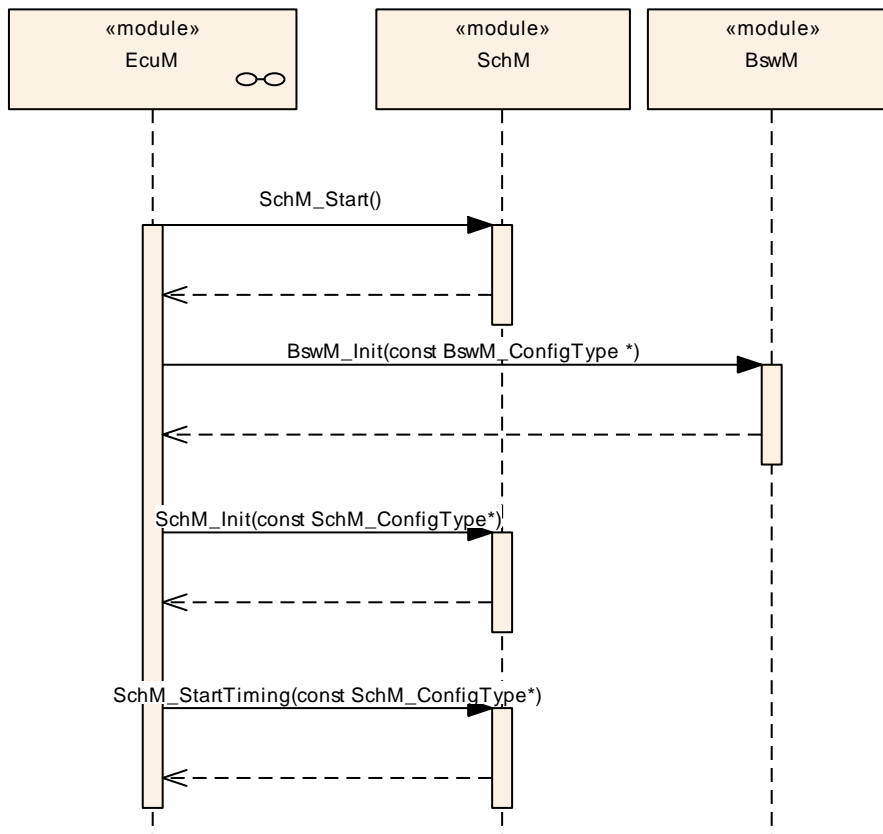 «module»
EcuM
«module»
SchM
«module»
BswM
SchM_Start()
BswM_Init(const BswM_ConfigType *)
SchM_Init(const SchM_ConfigType*)
SchM_StartTiming(const SchM_ConfigType*)